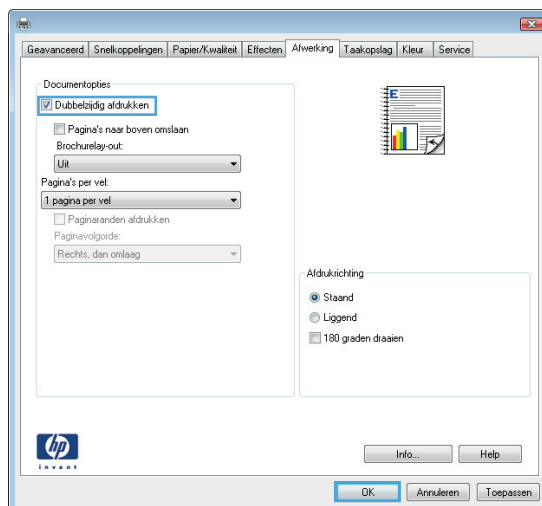 Geavanceerd Snelkoppelingen Papier/Kwaliteit Effecten Afwerking Taakopslag Kleur Service
Documentopties
Dubbelzijdig afdrukken
Pagina's naar boven omslaan
Brochurelay-out:
Uit
Pagina's per vel:
1 pagina per vel
Paginaranden afdrukken
Paginavolgorde:
Rechts, dan omlaag
E
Afdrukrichting
Staand
Liggend
180 graden draaien
hp
invent
Info... Help
OK Annuleren Toepassen